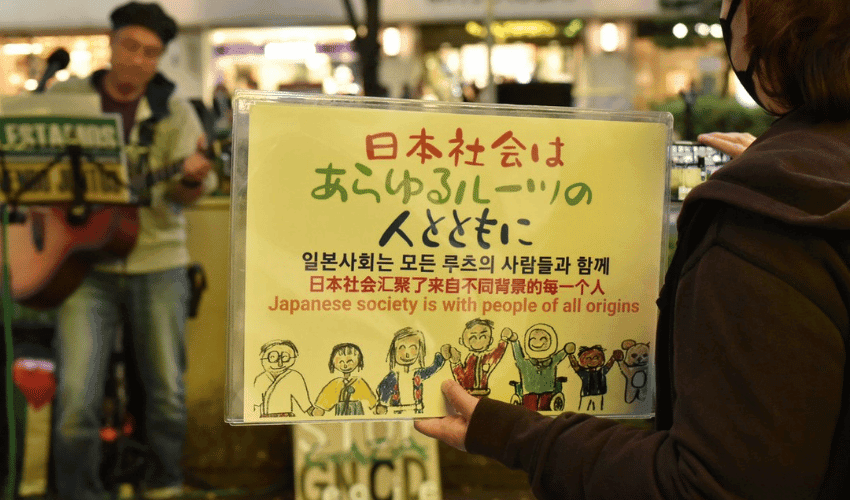 日本社会は
あらゆるルーツの
人とともに
일본사회는 모든 루츠의 사람들과 함께
日本社会汇聚了来自不同背景的每一个人
Japanese society is with people of all origins
ESTAMOS